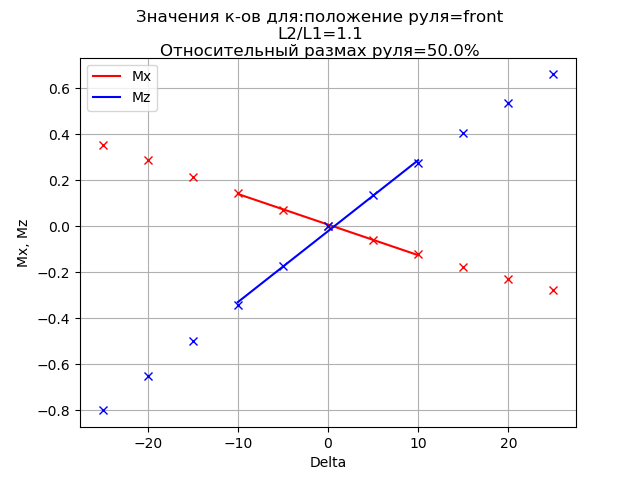 Значения к-ов для:положение руля=front
L2/L1=1.1
Относительный размах руля=50.0%
Mx
Mz
0.6
0.4
0.2
0.0
−0.2
−0.4
−0.6
−0.8
Mx, Mz
−20
−10
0
10
20
Delta